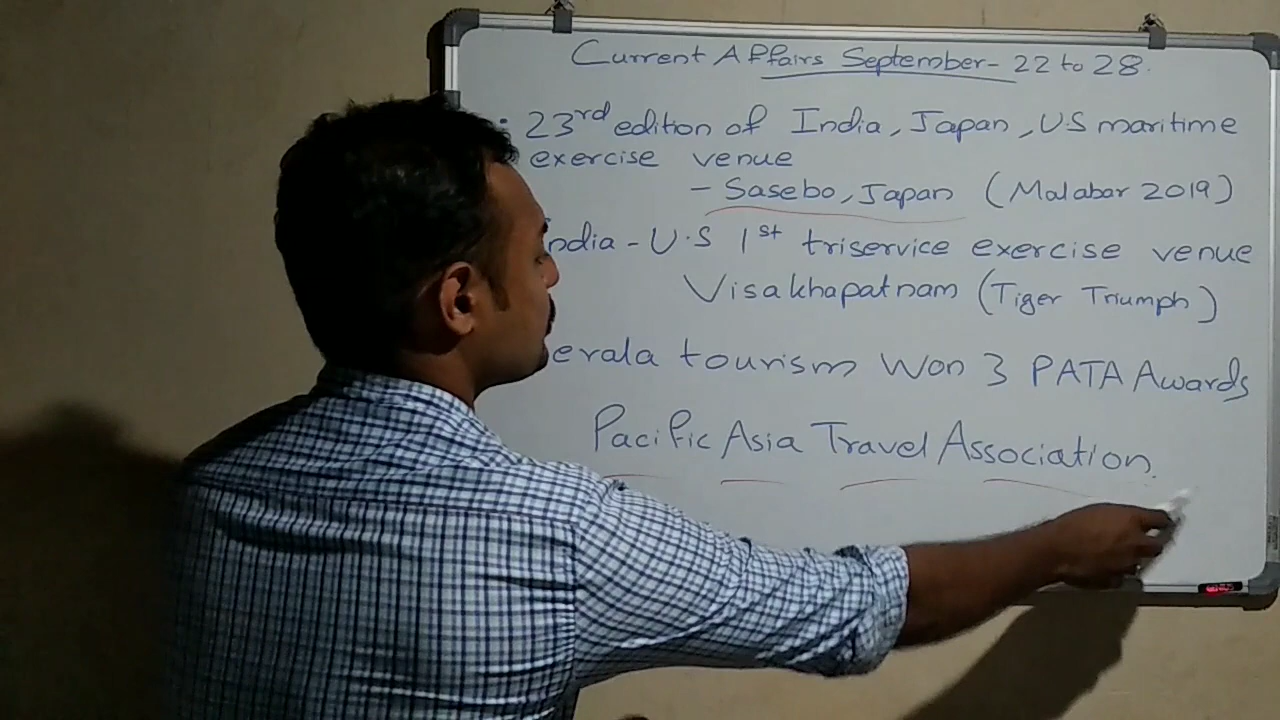 Current Affairs September- 22 to 28.
• 23rd edition of India, Japan, U.S maritime
exercise venue
- Sasebo, Japan (Malabar 2019)
ndia - U.S 1st triservice exercise venue
Visakhapatnam (Tiger Triumph)
erala tourism Won 3 PATA Awards
Pacific Asia Travel Association.